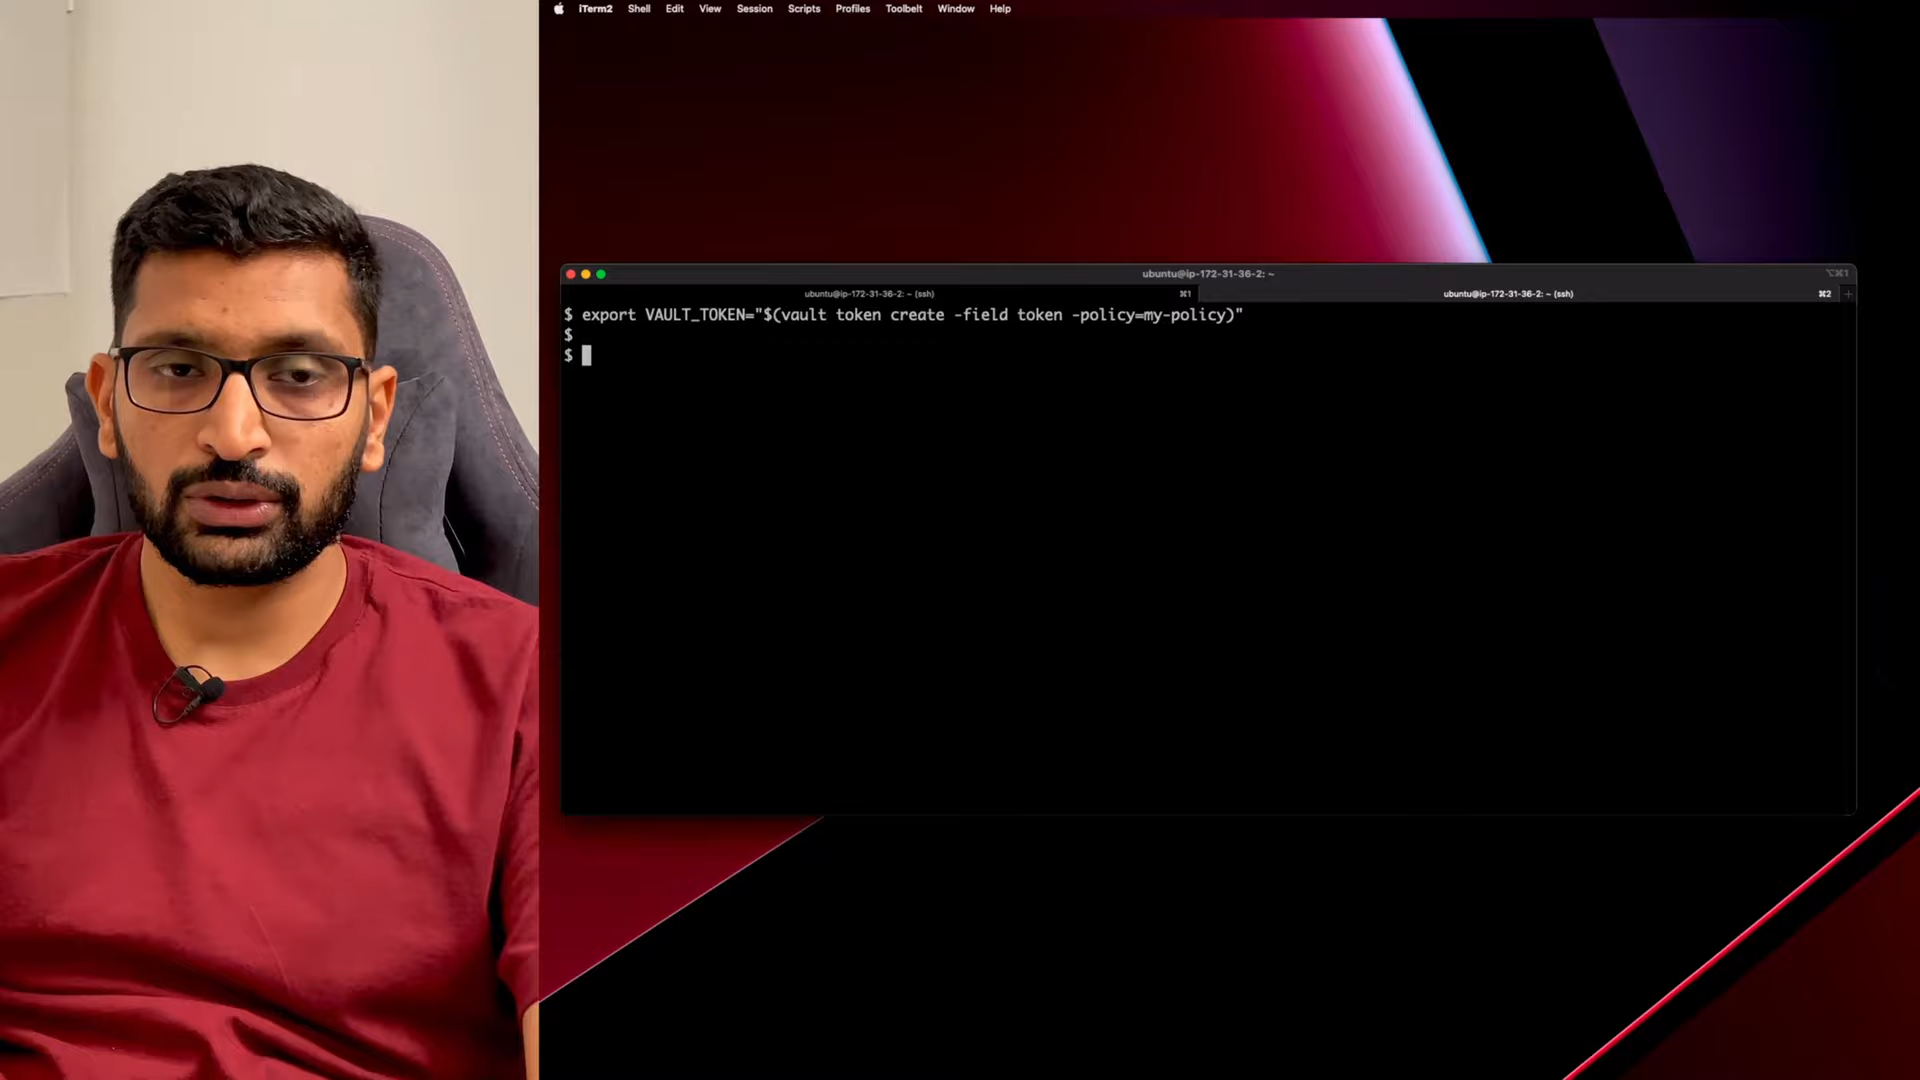 iTerm2 Shell Edit View Session Scripts Profiles Toolbelt Window Help
ubuntu@ip-172-31-36-2: ~
⌥⌘1
ubuntu@ip-172-31-36-2: ~ (ssh) ⌘1 ubuntu@ip-172-31-36-2: ~ (ssh) ⌘2 +
$ export VAULT_TOKEN="$(vault token create -field token -policy=my-policy)"
$
$